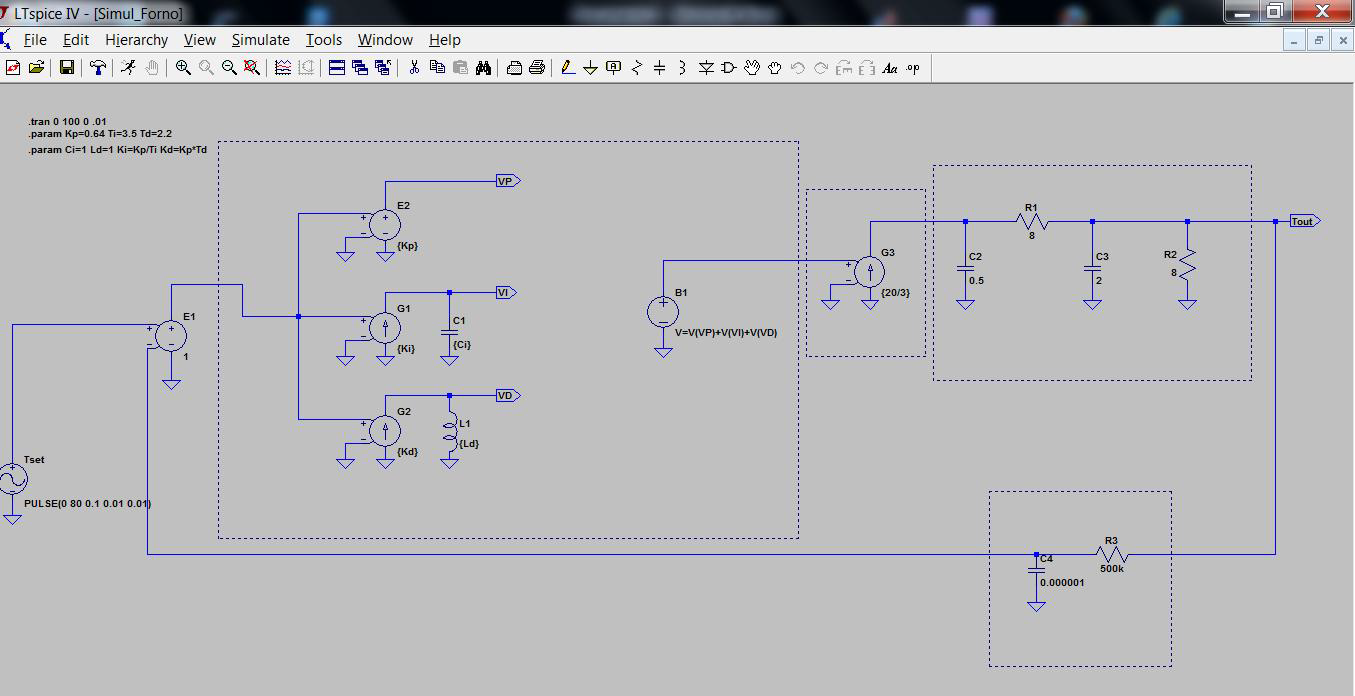 LTspice IV - [Simul_Forno]
File Edit Hierarchy View Simulate Tools Window Help
Aa .op
.tran 0 100 0 .01
.param Kp=0.64 Ti=3.5 Td=2.2
.param Ci=1 Ld=1 Ki=Kp/Ti Kd=Kp*Td
VP
E2
{Kp}
VI
G1
{Ki}
C1
{Ci}
VD
G2
{Kd}
L1
{Ld}
E1
1
Tset
PULSE(0 80 0.1 0.01 0.01)
B1
V=V(VP)+V(VI)+V(VD)
G3
{20/3}
C2
0.5
R1
8
C3
2
R2
8
Tout
R3
500k
C4
0.000001